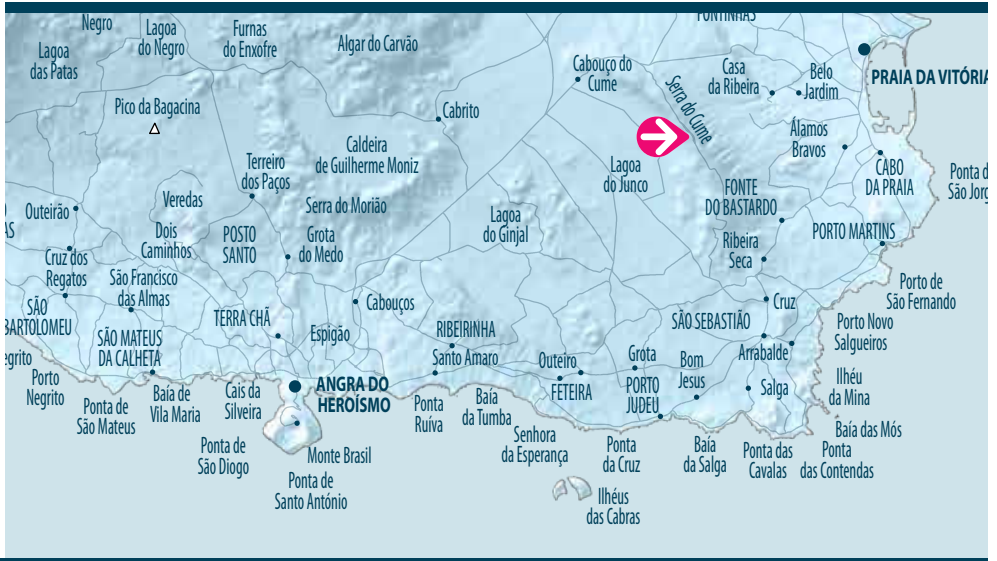 Negro
Lagoa
do Negro
Furnas
do Enxofre
Algar do Carvão
FONTINHAS
Lagoa
das Patas
Cabouço do
Cume
Casa
da Ribeira
Belo
Jardim
PRAIA DA VITÓRIA
Pico da Bagacina
Cabrito
Serra do Cume
Álamos
Bravos
Caldeira
de Guilherme Moniz
Terreiro
dos Paços
Lagoa
do Junco
CABO
DA PRAIA
Ponta d
São Jorg
Outeirão
AS
Veredas
Serra do Morião
Lagoa
do Ginjal
FONTE
DO BASTARDO
Dois
Caminhos
POSTO
SANTO
Grota
do Medo
Ribeira
Seca
PORTO MARTINS
Cruz dos
Regatos
São Francisco
das Almas
Porto de
São Fernando
SÃO
BARTOLOMEU
Cabouços
Cruz
TERRA CHÃ
Espigão
RIBEIRINHA
SÃO SEBASTIÃO
Porto Novo
Salgueiros
SÃO MATEUS
DA CALHETA
Santo Amaro
Outeiro
Grota
Bom
Jesus
Arrabalde
egrito
Porto
Negrito
Ponta de
São Mateus
Baía de
Vila Maria
Cais da
Silveira
ANGRA DO
HEROÍSMO
Ponta
Ruíva
Baía
da Tumba
FETEIRA
PORTO
JUDEU
Salga
Ilhéu
da Mina
Senhora
da Esperança
Ponta
da Cruz
Baía
da Salga
Ponta das
Cavalas
Baía das Mós
Ponta
das Contendas
Ponta de
São Diogo
Monte Brasil
Ponta de
Santo António
Ilhéus
das Cabras